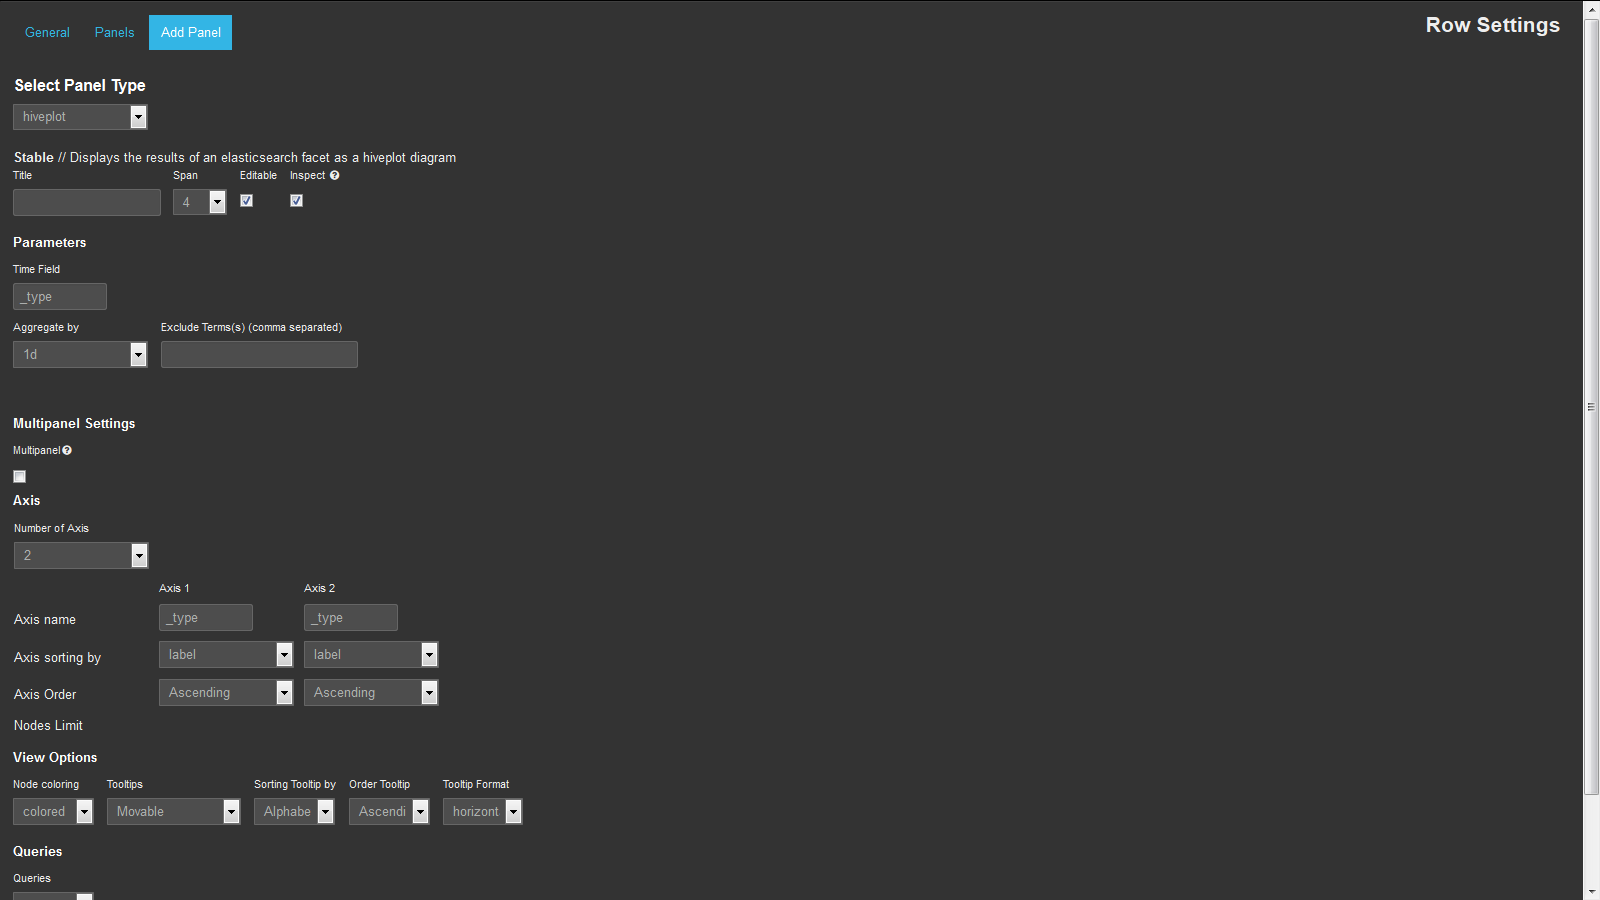 General Panels Add Panel Row Settings
Select Panel Type
hiveplot
Stable // Displays the results of an elasticsearch facet as a hiveplot diagram
Title Span Editable Inspect
4
Parameters
Time Field
_type
Aggregate by Exclude Terms(s) (comma separated)
1d
Multipanel Settings
Multipanel
Axis
Number of Axis
2
Axis 1 Axis 2
Axis name _type _type
Axis sorting by label label
Axis Order Ascending Ascending
Nodes Limit
View Options
Node coloring Tooltips Sorting Tooltip by Order Tooltip Tooltip Format
colored Movable Alphabe Ascendi horizont
Queries
Queries